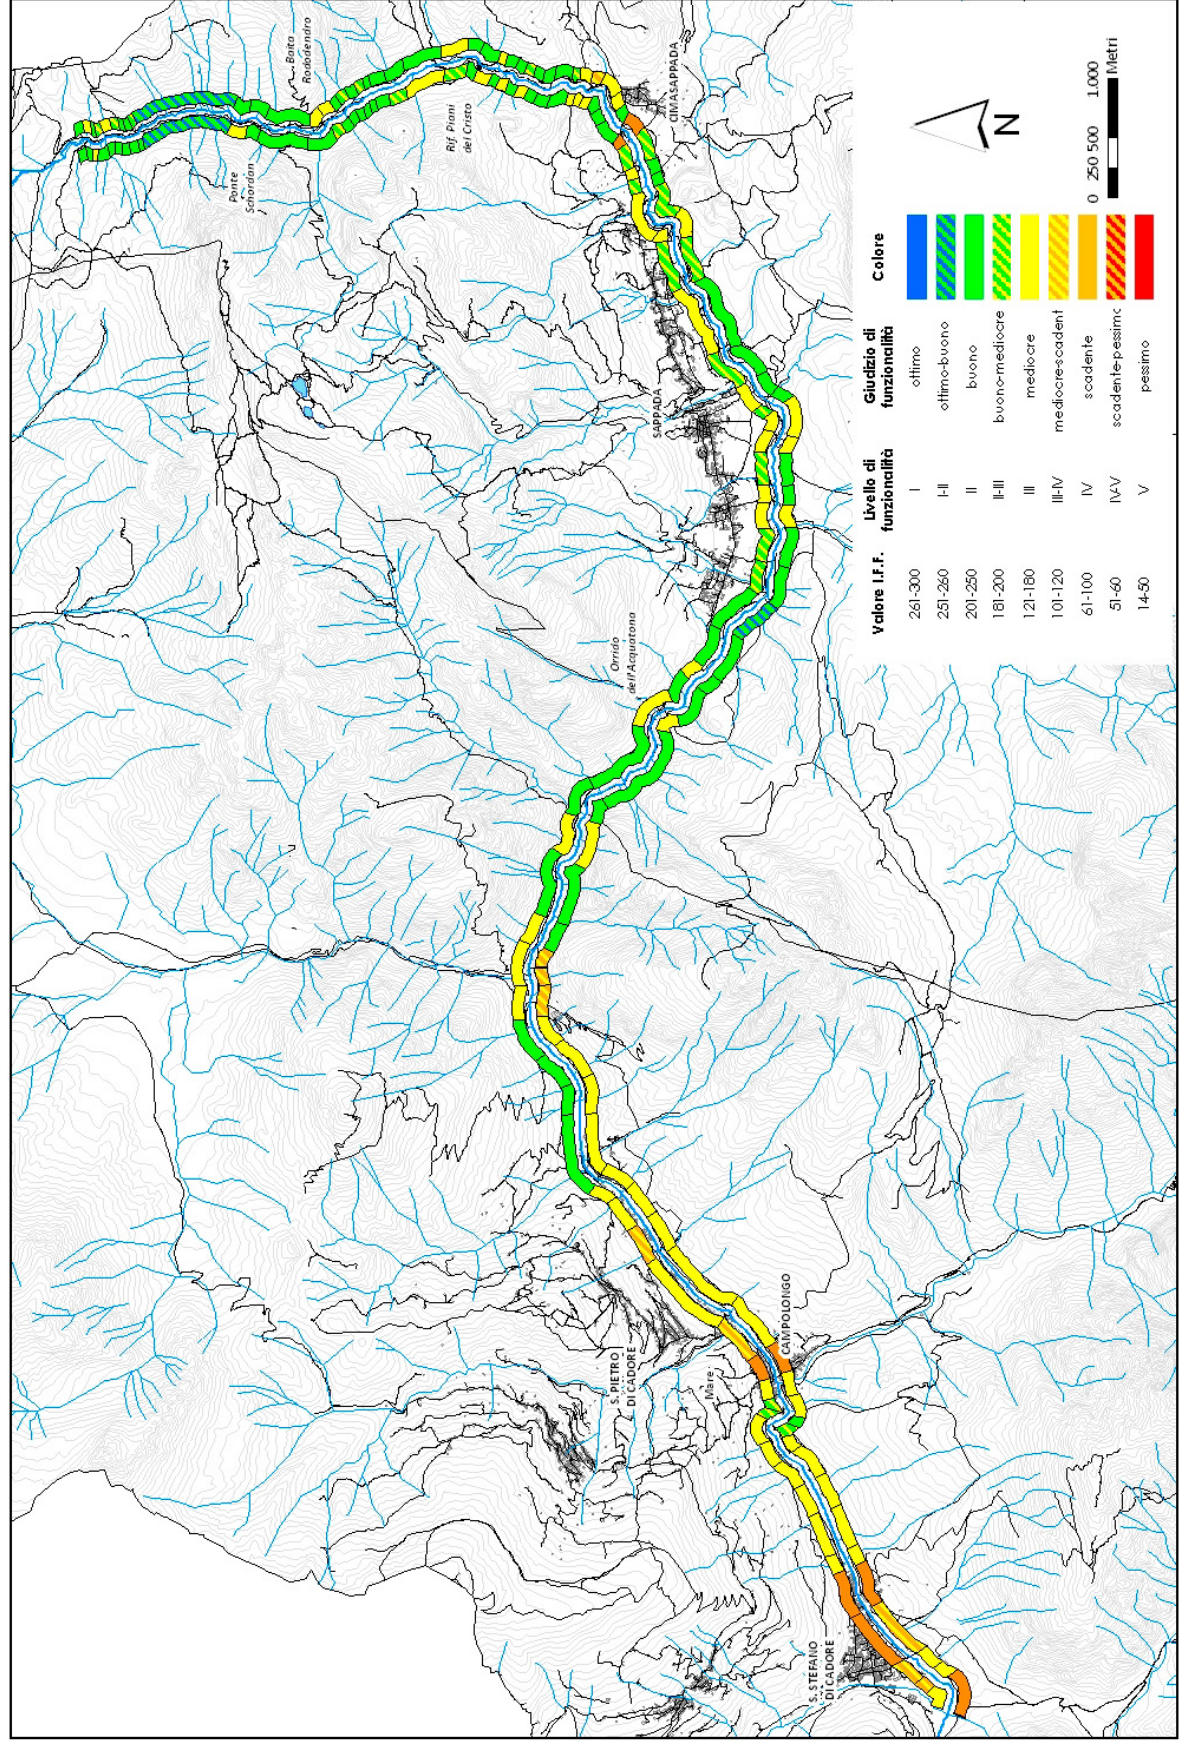 Baita
Rododendro
Ponte
Schordan
Rif. Piani
del Cristo
CIMASAPPADA
SAPPADA
Orrido
dell'Acquatona
S. PIETRO
DI CADORE
Mare
CAMPOLONGO
S. STEFANO
DI CADORE
N
0 250 500 1.000
Metri
Valore I.F.F. Livello di funzionalità Giudizio di funzionalità Colore
261-300 I ottimo
251-260 I-II ottimo-buono
201-250 II buono
181-200 II-III buono-mediocre
121-180 III mediocre
101-120 III-IV mediocre-scadent
61-100 IV scadente
51-60 IV-V scadente-pessimo
14-50 V pessimo